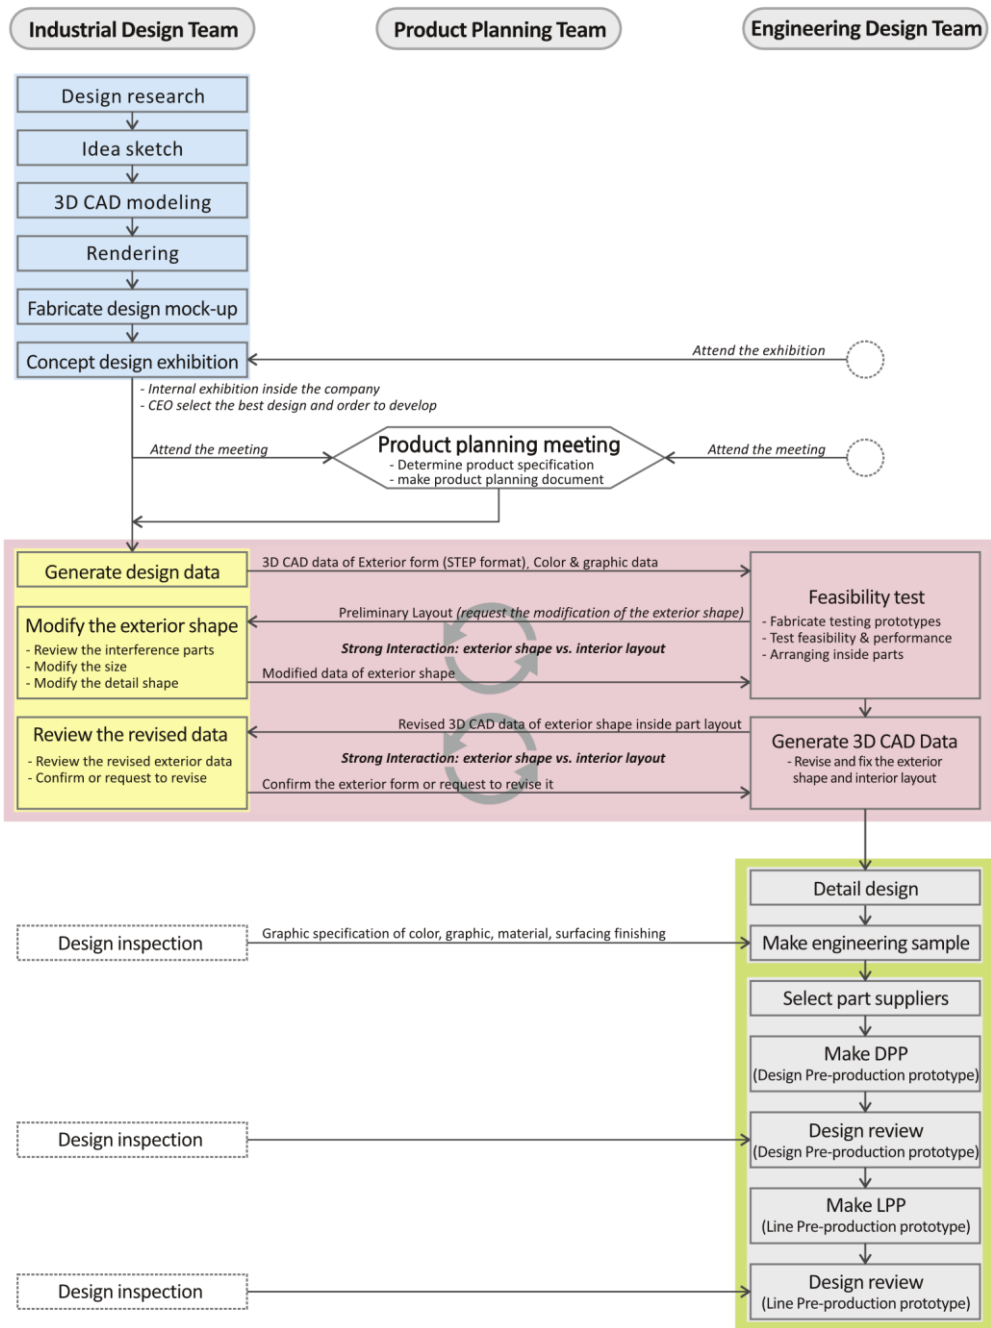 Industrial Design Team
Product Planning Team
Engineering Design Team
Design research
Idea sketch
3D CAD modeling
Rendering
Fabricate design mock-up
Concept design exhibition
Attend the exhibition
- Internal exhibition inside the company
- CEO select the best design and order to develop
Attend the meeting
Product planning meeting
- Determine product specification
- make product planning document
Attend the meeting
Generate design data
3D CAD data of Exterior form (STEP format), Color & graphic data
Feasibility test
- Fabricate testing prototypes
- Test feasibility & performance
- Arranging inside parts
Preliminary Layout (request the modification of the exterior shape)
Modify the exterior shape
- Review the interference parts
- Modify the size
- Modify the detail shape
Strong Interaction: exterior shape vs. interior layout
Modified data of exterior shape
Revised 3D CAD data of exterior shape inside part layout
Review the revised data
- Review the revised exterior data
- Confirm or request to revise
Strong Interaction: exterior shape vs. interior layout
Generate 3D CAD Data
- Revise and fix the exterior
shape and interior layout
Confirm the exterior form or request to revise it
Detail design
Design inspection
Graphic specification of color, graphic, material, surfacing finishing
Make engineering sample
Select part suppliers
Make DPP
(Design Pre-production prototype)
Design inspection
Design review
(Design Pre-production prototype)
Make LPP
(Line Pre-production prototype)
Design inspection
Design review
(Line Pre-production prototype)